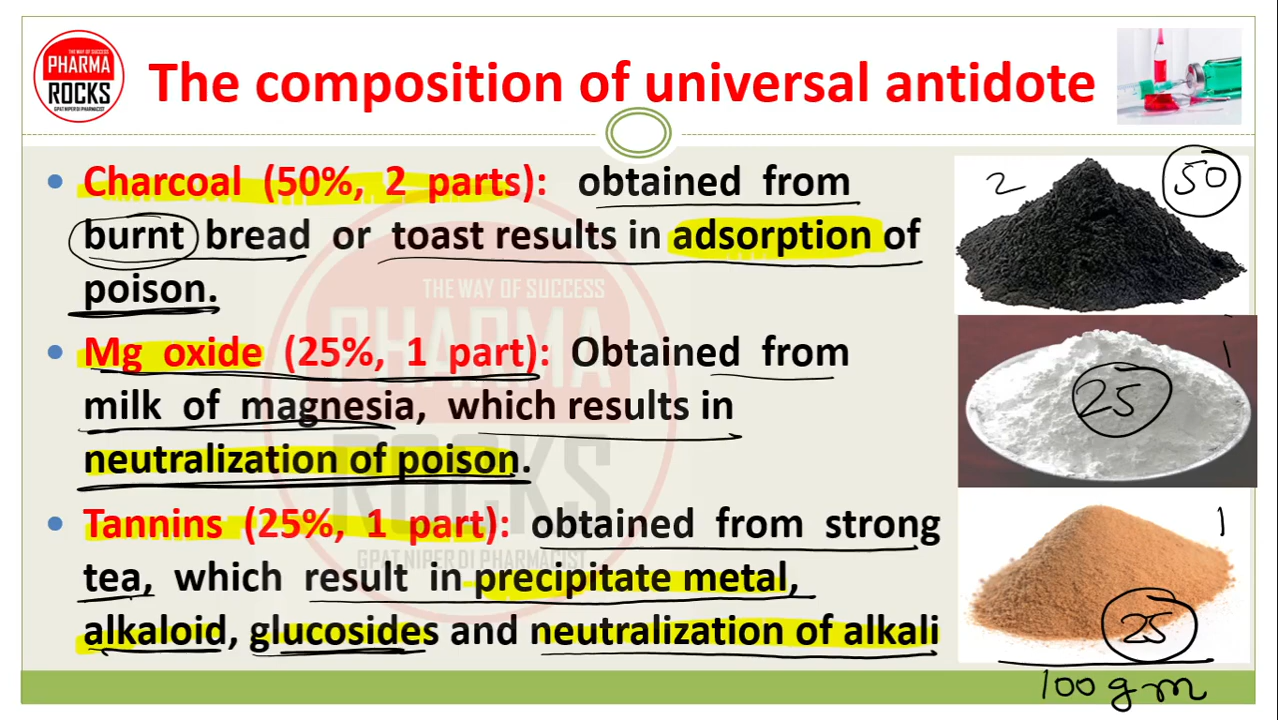 THE WAY OF SUCCESS
PHARMA
ROCKS
GPAT NIPER DI PHARMACIST
The composition of universal antidote
• Charcoal (50%, 2 parts): obtained from
burnt bread or toast results in adsorption of
poison.
• Mg oxide (25%, 1 part): Obtained from
milk of magnesia, which results in
neutralization of poison.
• Tannins (25%, 1 part): obtained from strong
tea, which result in precipitate metal,
alkaloid, glucosides and neutralization of alkali
2
50
1
25
1
25
100 gm
THE WAY OF SUCCESS
PHARMA
ROCKS
GPAT NIPER DI PHARMACIST